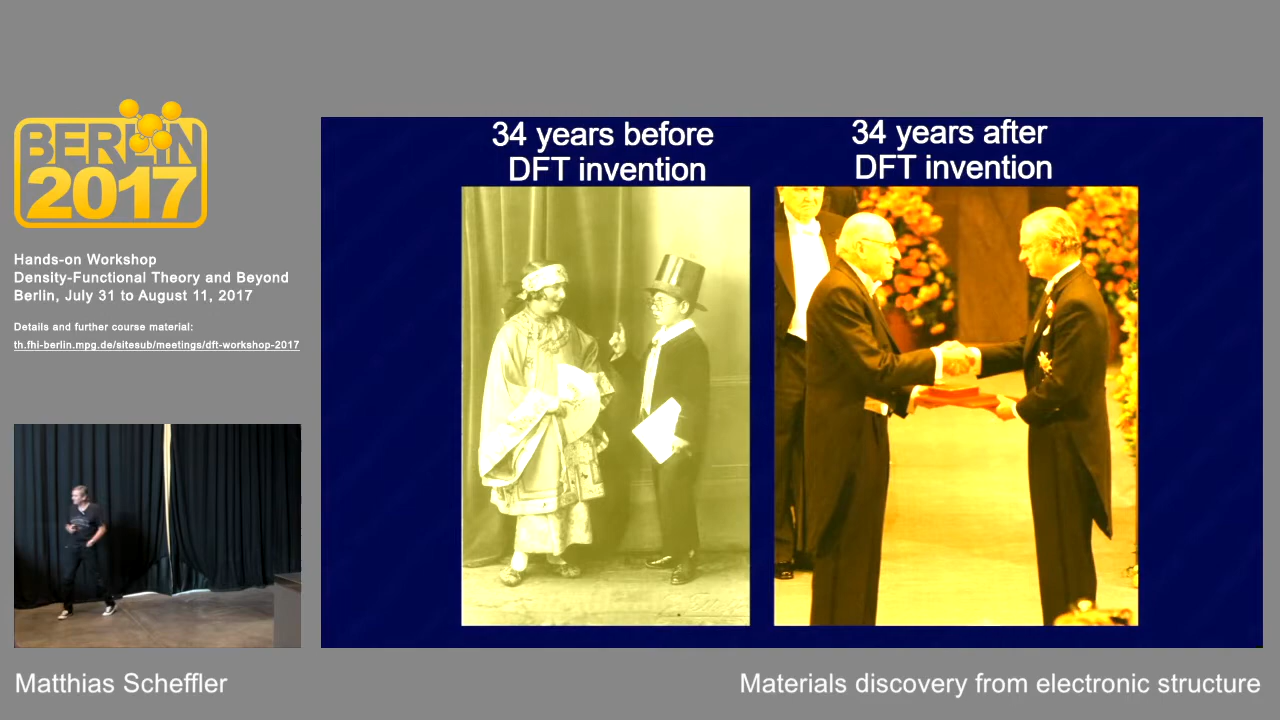 BERLIN
2017
Hands-on Workshop
Density-Functional Theory and Beyond
Berlin, July 31 to August 11, 2017
Details and further course material:
th.fhi-berlin.mpg.de/sitesub/meetings/dft-workshop-2017
34 years before
DFT invention
34 years after
DFT invention
Matthias Scheffler
Materials discovery from electronic structure